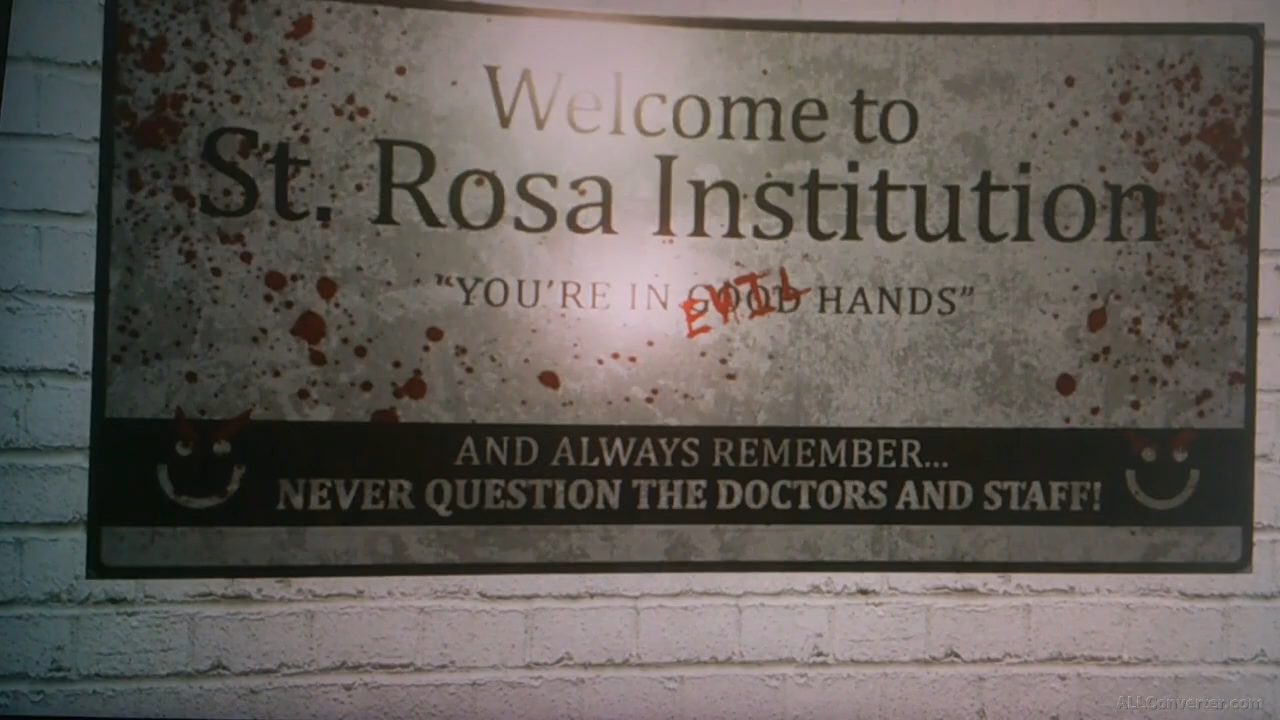 Welcome to
St. Rosa Institution
"YOU'RE IN GOOD HANDS"
EVIL
AND ALWAYS REMEMBER...
NEVER QUESTION THE DOCTORS AND STAFF!
ALLConverter.com